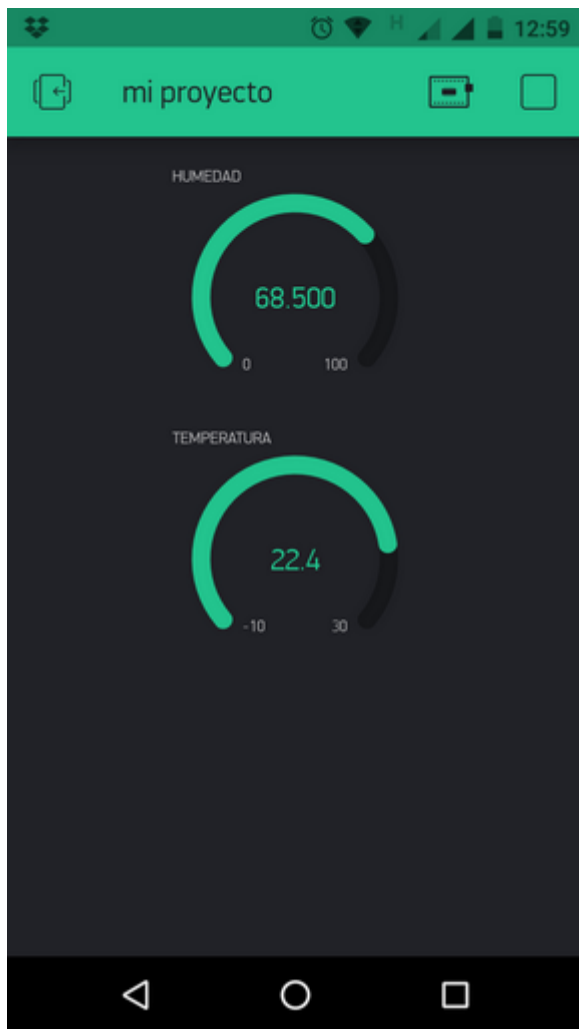 H 12:59
mi proyecto
HUMEDAD
68.500
0 100
TEMPERATURA
22.4
-10 30